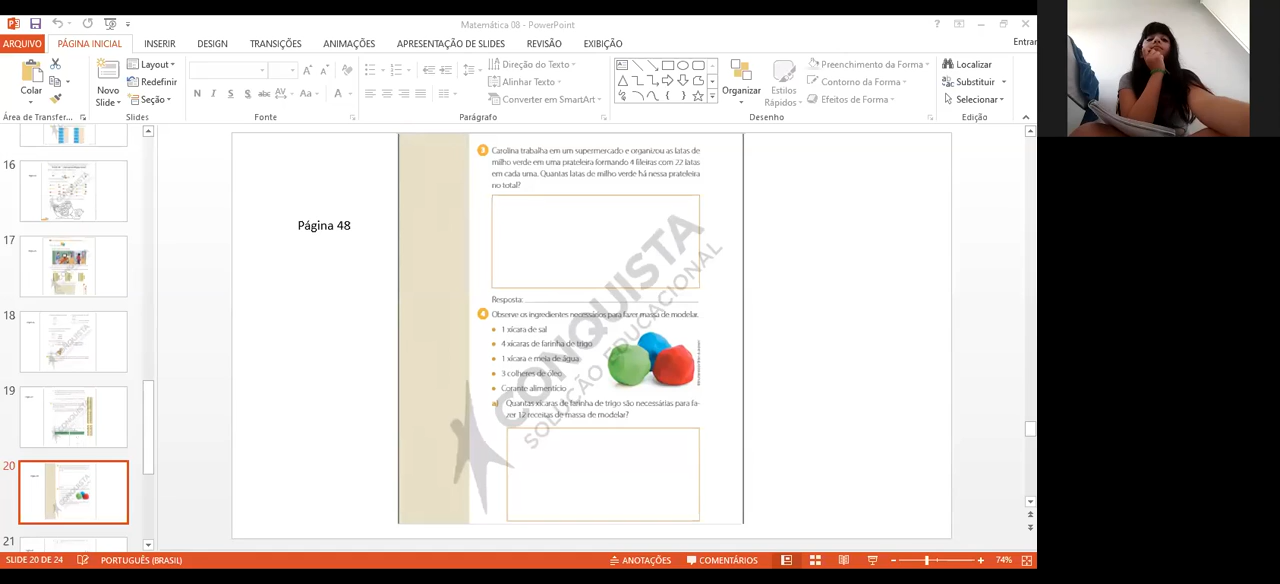 Matemática 08 - PowerPoint
ARQUIVO PÁGINA INICIAL INSERIR DESIGN TRANSIÇÕES ANIMAÇÕES APRESENTAÇÃO DE SLIDES REVISÃO EXIBIÇÃO Entrar
Colar
Novo
Slide
Layout
Redefinir
Seção
N I S S abc AV Aa A
Direção do Texto
Alinhar Texto
Converter em SmartArt
Organizar
Estilos
Rápidos
Preenchimento da Forma
Contorno da Forma
Efeitos de Forma
Localizar
Substituir
Selecionar
Área de Transfer... Slides Fonte Parágrafo Desenho Edição
16
17
18
19
20
21
Página 48
3 Carolina trabalha em um supermercado e organizou as latas de
milho verde em uma prateleira formando 4 fileiras com 22 latas
em cada uma. Quantas latas de milho verde há nessa prateleira
no total?
Resposta:
4 Observe os ingredientes necessários para fazer massa de modelar.
1 xícara de sal
4 xícaras de farinha de trigo
1 xícara e meia de água
3 colheres de óleo
Corante alimentício
a) Quantas xícaras de farinha de trigo são necessárias para fa-
zer 12 receitas de massa de modelar?
CONQUISTA
SOLUÇÃO EDUCACIONAL
SLIDE 20 DE 24 PORTUGUÊS (BRASIL) ANOTAÇÕES COMENTÁRIOS 74%